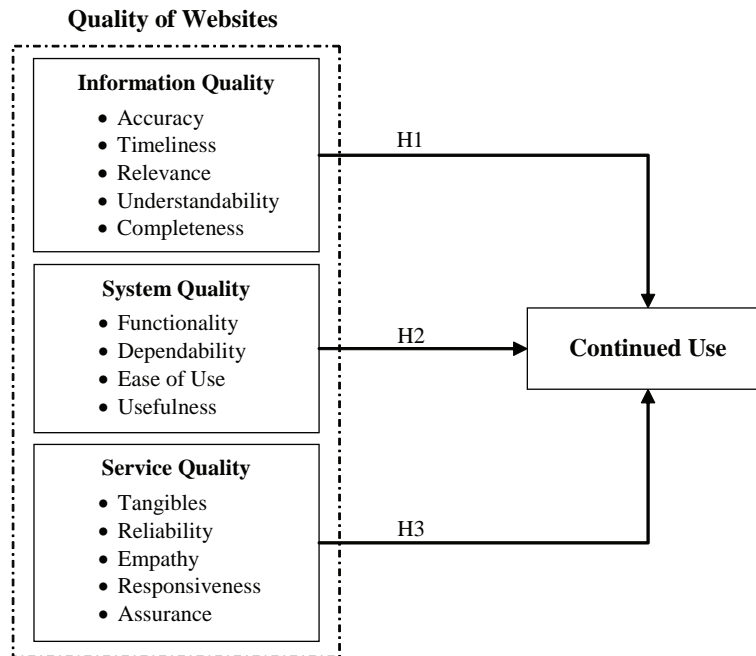 Quality of Websites
Information Quality
• Accuracy
• Timeliness
• Relevance
• Understandability
• Completeness
H1
System Quality
• Functionality
• Dependability
• Ease of Use
• Usefulness
H2
Continued Use
Service Quality
• Tangibles
• Reliability
• Empathy
• Responsiveness
• Assurance
H3